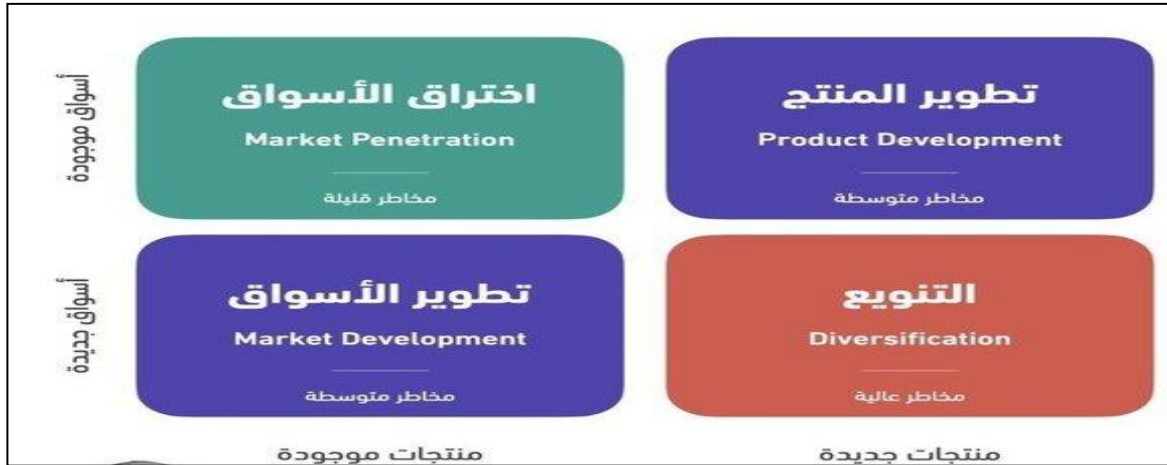 أسواق موجودة
اختراق الأسواق
Market Penetration
مخاطر قليلة
تطوير المنتج
Product Development
مخاطر متوسطة
أسواق جديدة
تطوير الأسواق
Market Development
مخاطر متوسطة
التنويع
Diversification
مخاطر عالية
منتجات موجودة
منتجات جديدة